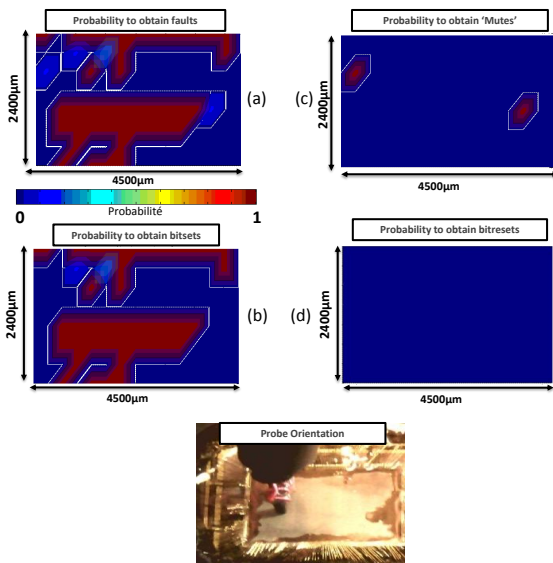 Probability to obtain faults
2400µm
(a)
4500µm
Probability to obtain 'Mutes'
2400µm
(c)
4500µm
0
Probabilité
1
Probability to obtain bitsets
2400µm
(b)
4500µm
Probability to obtain bitresets
2400µm
(d)
4500µm
Probe Orientation